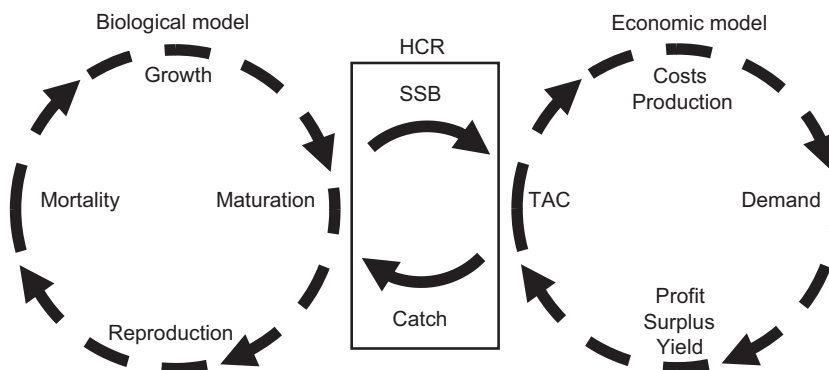 Biological model
Growth
Mortality
Maturation
Reproduction
HCR
SSB
Catch
Economic model
Costs
Production
TAC
Demand
Profit
Surplus
Yield